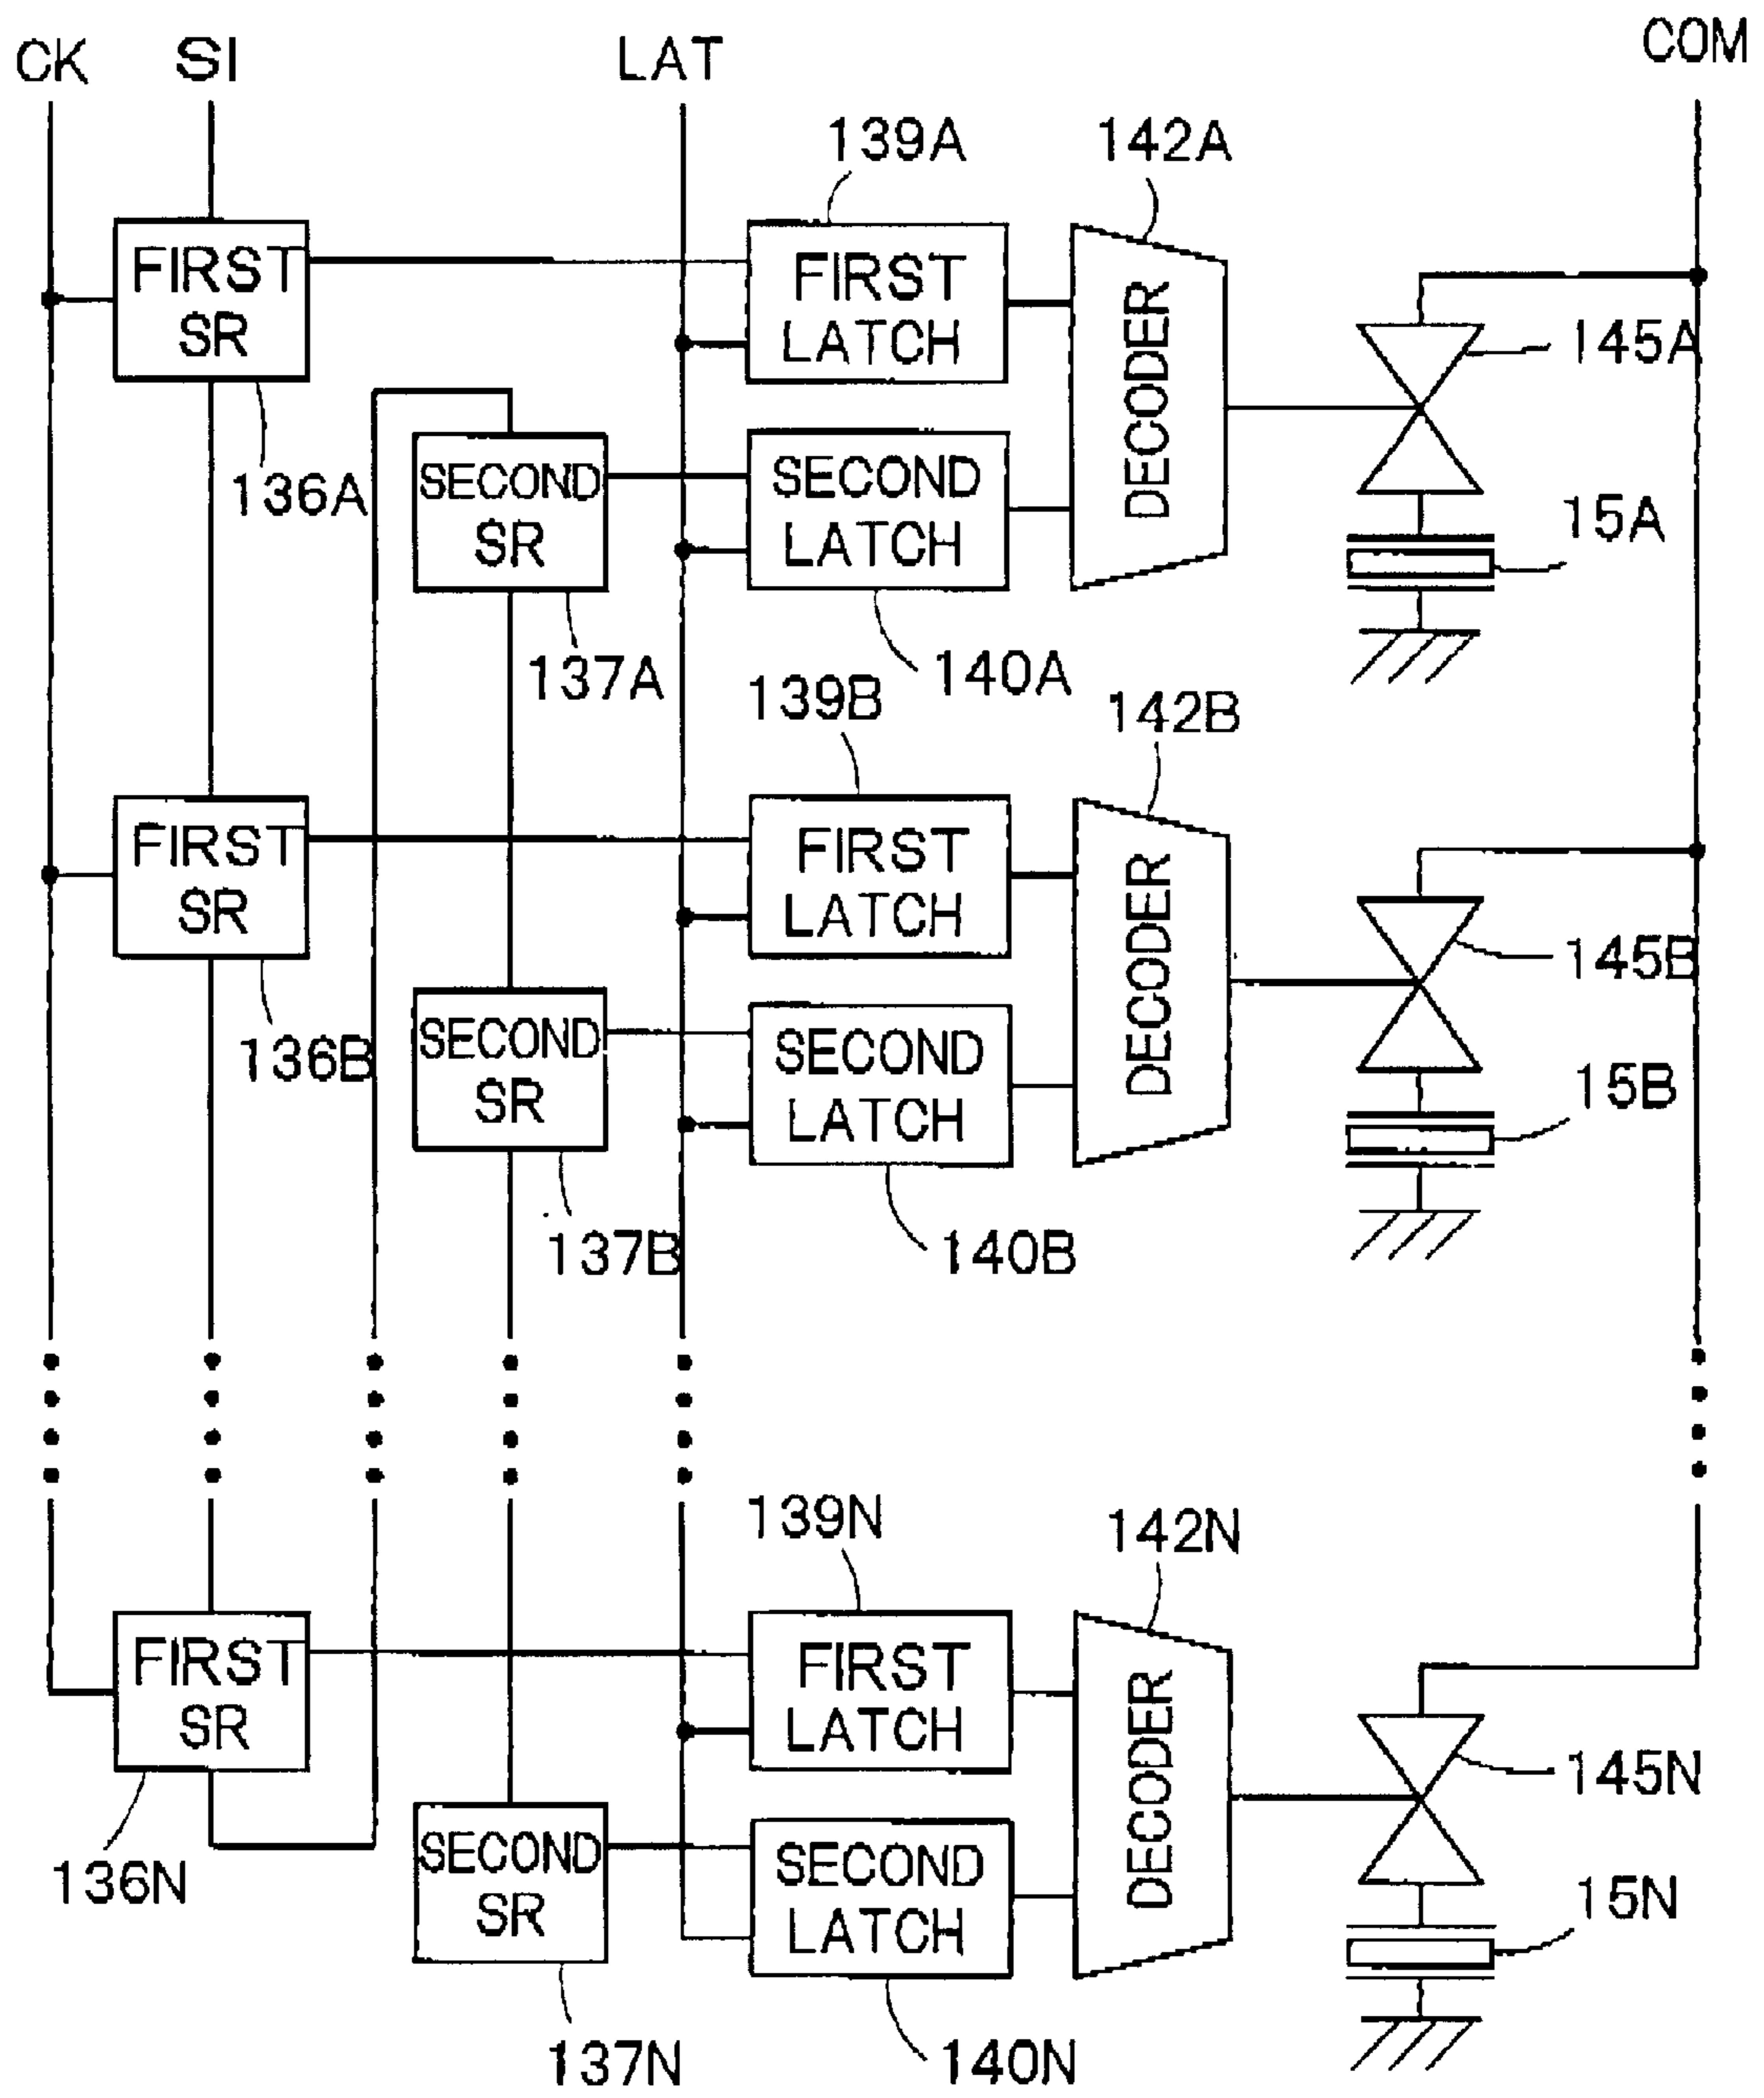 CK
SI
LAT
COM
139A
142A
FIRST
SR
FIRST
LATCH
DECODER
145A
136A
SECOND
SR
SECOND
LATCH
15A
137A
140A
139B
142B
FIRST
SR
FIRST
LATCH
DECODER
145B
136B
SECOND
SR
SECOND
LATCH
15B
137B
140B
139N
142N
FIRST
SR
FIRST
LATCH
DECODER
145N
136N
SECOND
SR
SECOND
LATCH
15N
137N
140N